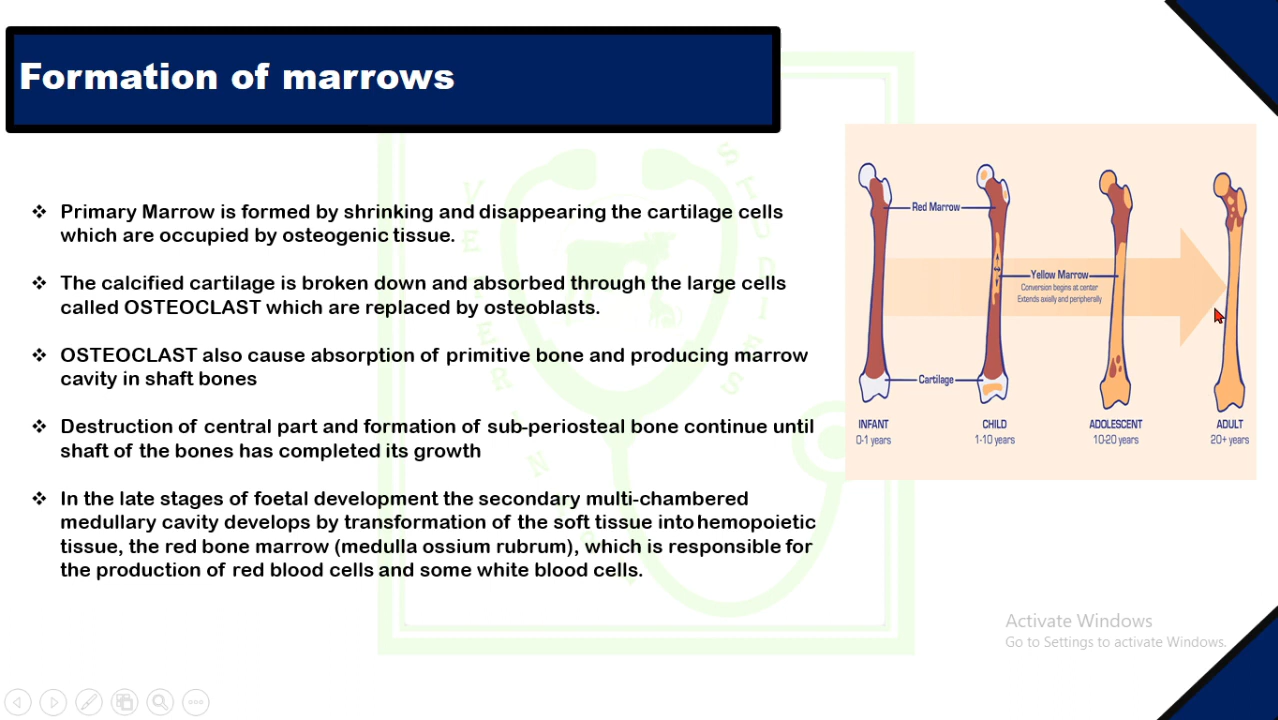 Formation of marrows
❖ Primary Marrow is formed by shrinking and disappearing the cartilage cells
which are occupied by osteogenic tissue.
❖ The calcified cartilage is broken down and absorbed through the large cells
called OSTEOCLAST which are replaced by osteoblasts.
❖ OSTEOCLAST also cause absorption of primitive bone and producing marrow
cavity in shaft bones
❖ Destruction of central part and formation of sub-periosteal bone continue until
shaft of the bones has completed its growth
❖ In the late stages of foetal development the secondary multi-chambered
medullary cavity develops by transformation of the soft tissue into hemopoietic
tissue, the red bone marrow (medulla ossium rubrum), which is responsible for
the production of red blood cells and some white blood cells.
Red Marrow
Yellow Marrow
Conversion begins at center
Extends axially and peripherally
Cartilage
INFANT
0-1 years
CHILD
1-10 years
ADOLESCENT
10-20 years
ADULT
20+ years
Activate Windows
Go to Settings to activate Windows.